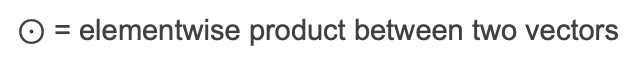 ⊙ = elementwise product between two vectors